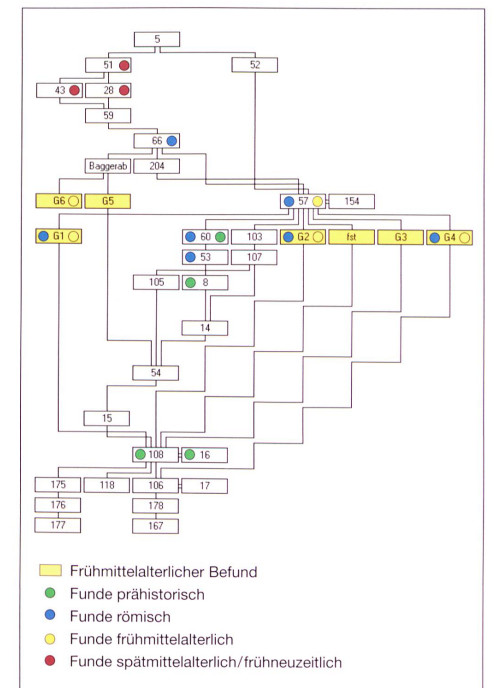 5
51 52
43 28
59
66
Baggerab 204
G6 G5 57 154
G1 60 103 G2 fst G3 G4
53 107
105 8
14
54
15
108 16
175 118 106 17
176 178
177 167
Frühmittelalterlicher Befund
Funde prähistorisch
Funde römisch
Funde frühmittelalterlich
Funde spätmittelalterlich/frühneuzeitlich